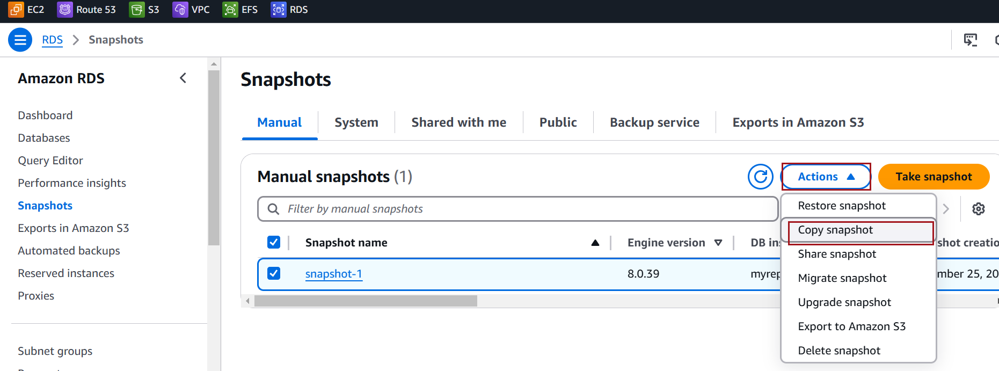 EC2 Route 53 S3 VPC EFS RDS
RDS Snapshots
Amazon RDS
Dashboard
Databases
Query Editor
Performance insights
Snapshots
Exports in Amazon S3
Automated backups
Reserved instances
Proxies
Subnet groups
Snapshots
Manual System Shared with me Public Backup service Exports in Amazon S3
Manual snapshots (1)
Actions
Take snapshot
Filter by manual snapshots
Restore snapshot
Copy snapshot
Share snapshot
Migrate snapshot
Upgrade snapshot
Export to Amazon S3
Delete snapshot
Snapshot name Engine version DB ins shot creatio
snapshot-1 8.0.39 myrep mber 25, 20